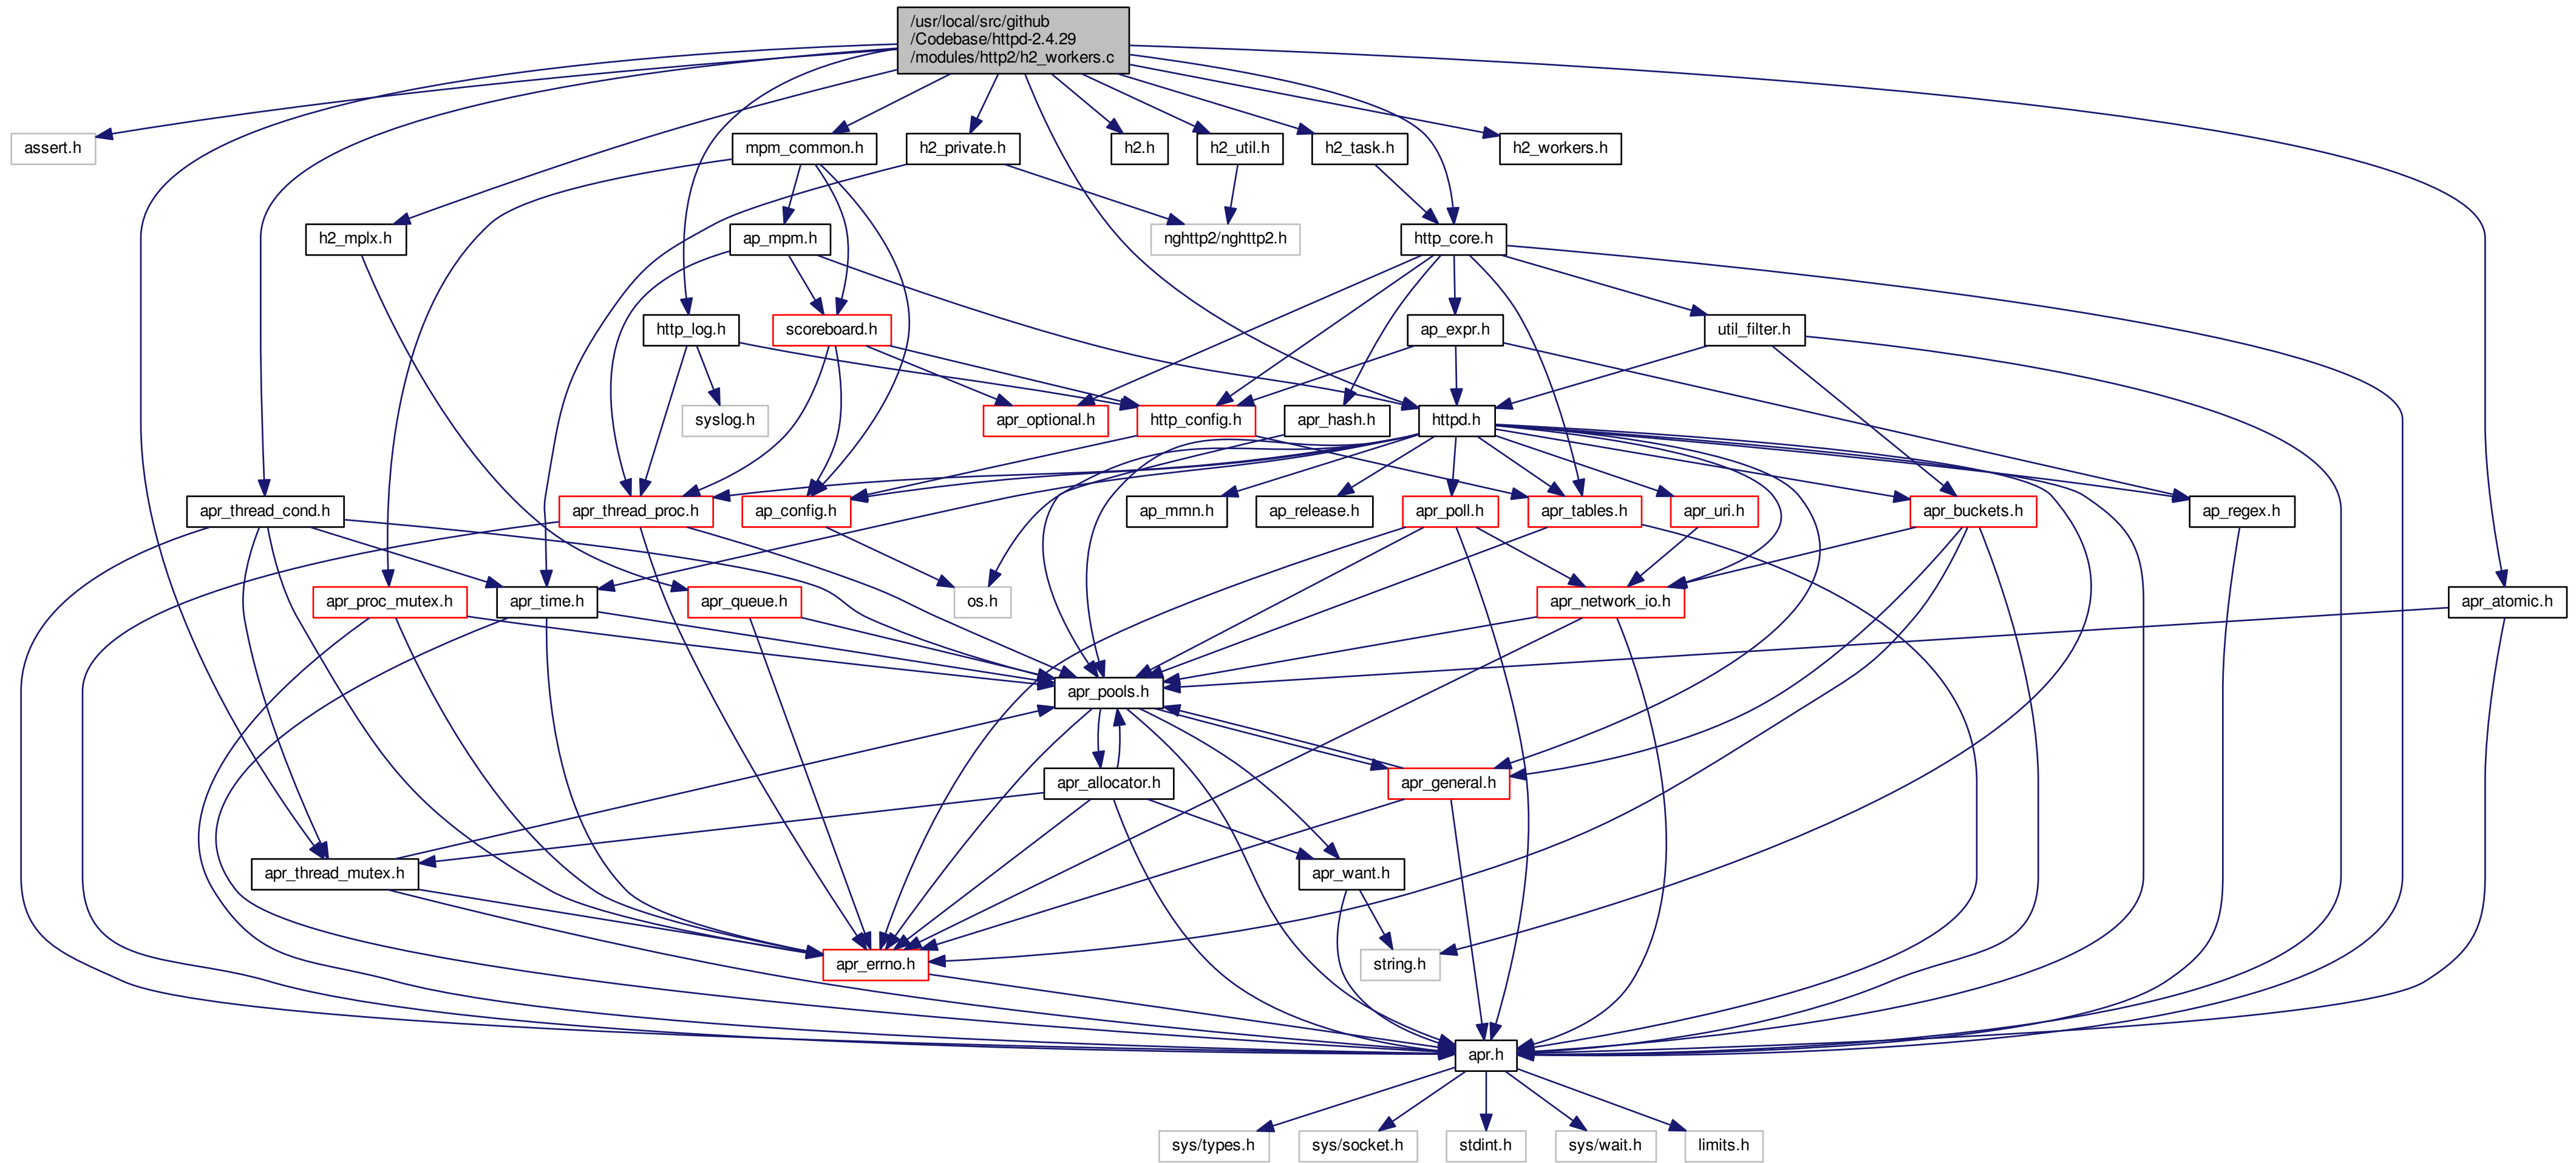 /usr/local/src/github
/Codebase/httpd-2.4.29
/modules/http2/h2_workers.c
assert.h
mpm_common.h
h2_private.h
h2.h
h2_util.h
h2_task.h
h2_workers.h
h2_mplx.h
ap_mpm.h
nghttp2/nghttp2.h
http_core.h
http_log.h
scoreboard.h
ap_expr.h
util_filter.h
syslog.h
apr_optional.h
http_config.h
apr_hash.h
httpd.h
apr_thread_cond.h
apr_thread_proc.h
ap_config.h
ap_mmn.h
ap_release.h
apr_poll.h
apr_tables.h
apr_uri.h
apr_buckets.h
ap_regex.h
apr_proc_mutex.h
apr_time.h
apr_queue.h
os.h
apr_network_io.h
apr_atomic.h
apr_pools.h
apr_allocator.h
apr_general.h
apr_thread_mutex.h
apr_want.h
apr_errno.h
string.h
apr.h
sys/types.h
sys/socket.h
stdint.h
sys/wait.h
limits.h